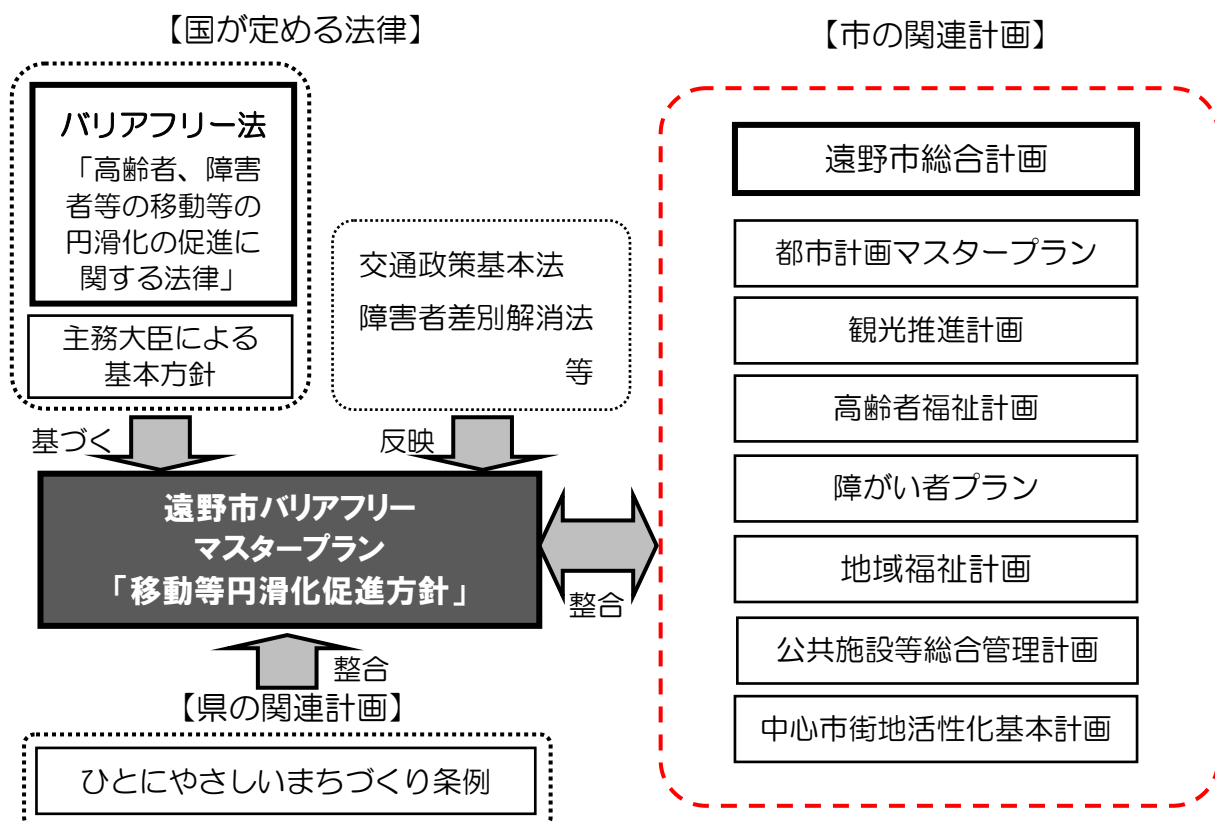 【国が定める法律】
バリアフリー法
「高齢者、障害
者等の移動等の
円滑化の促進に
関する法律」
主務大臣による
基本方針
交通政策基本法
障害者差別解消法
等
基づく
反映
遠野市バリアフリー
マスタープラン
「移動等円滑化促進方針」
整合
整合
【県の関連計画】
ひとにやさしいまちづくり条例
【市の関連計画】
遠野市総合計画
都市計画マスタープラン
観光推進計画
高齢者福祉計画
障がい者プラン
地域福祉計画
公共施設等総合管理計画
中心市街地活性化基本計画